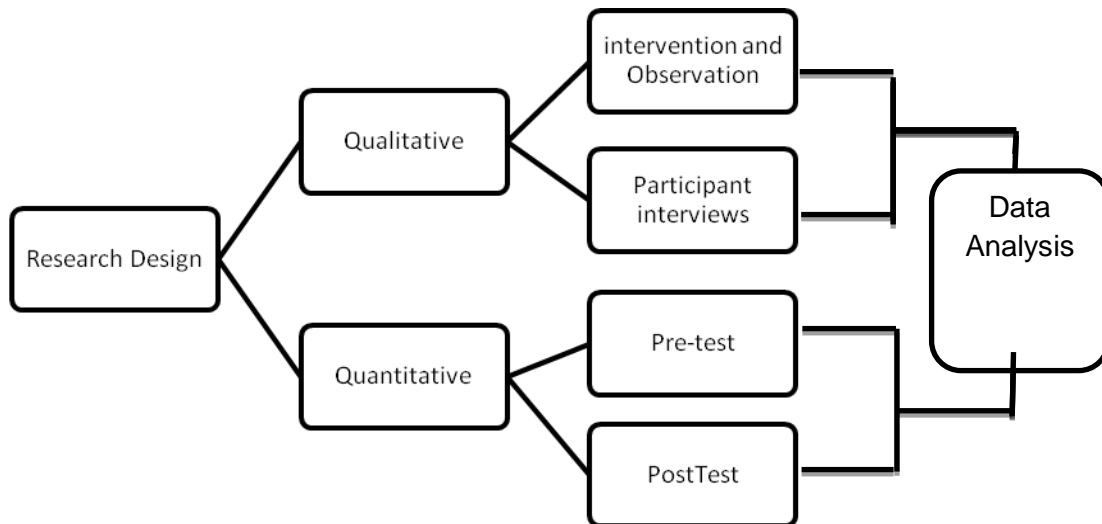 Research Design
Qualitative
Quantitative
intervention and
Observation
Participant
interviews
Pre-test
PostTest
Data
Analysis